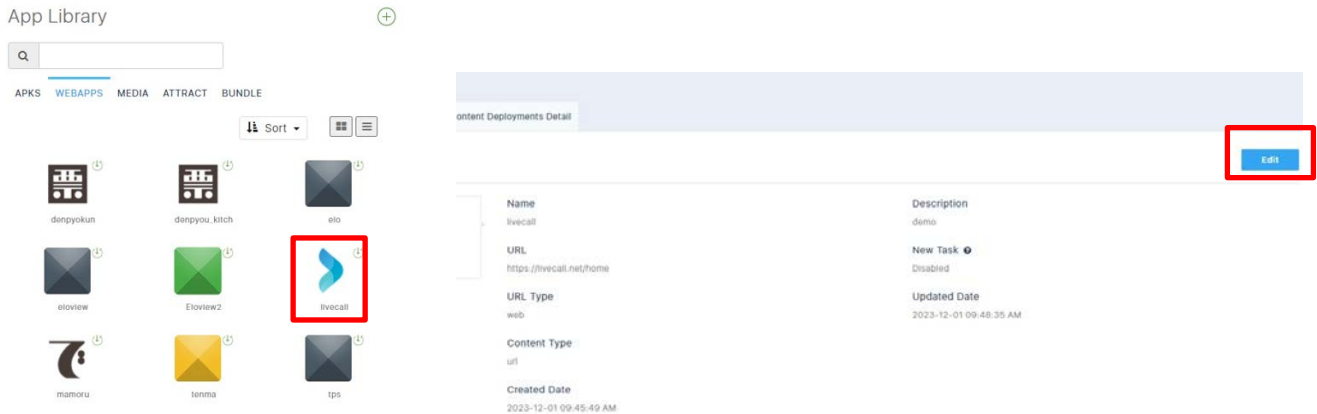 App Library
APKS WEBAPPS MEDIA ATTRACT BUNDLE
Sort
denpyokun denpyou_kitch elo
eloview Eloview2 livecall
mamoru tenma tps
ontent Deployments Detail
Edit
Name
livecall
URL
https://livecall.net/home
URL Type
web
Content Type
url
Created Date
2023-12-01 09:45:49 AM
Description
demo
New Task
Disabled
Updated Date
2023-12-01 09:48:35 AM